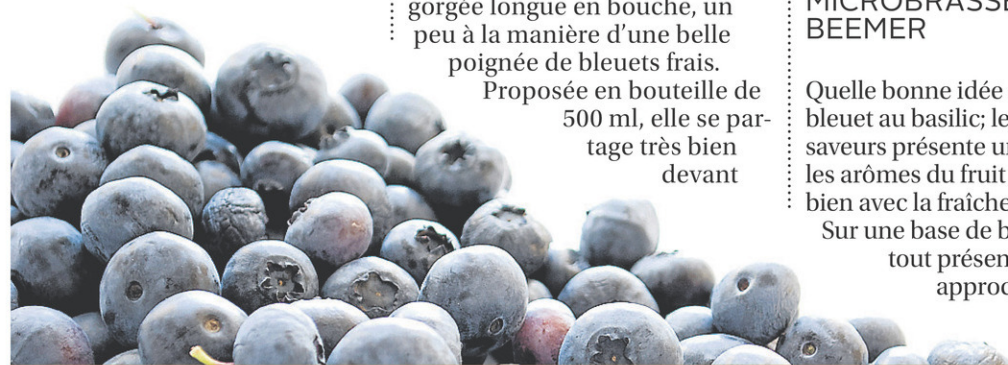 gorgée longue en bouche, un
peu à la manière d'une belle
poignée de bleuets frais.
Proposée en bouteille de
500 ml, elle se par-
tage très bien
devant
MICROBRASSE
BEEMER
Quelle bonne idée
bleuet au basilic; le
saveurs présente u
les arômes du fruit
bien avec la fraîche
Sur une base de b
tout présen
approc